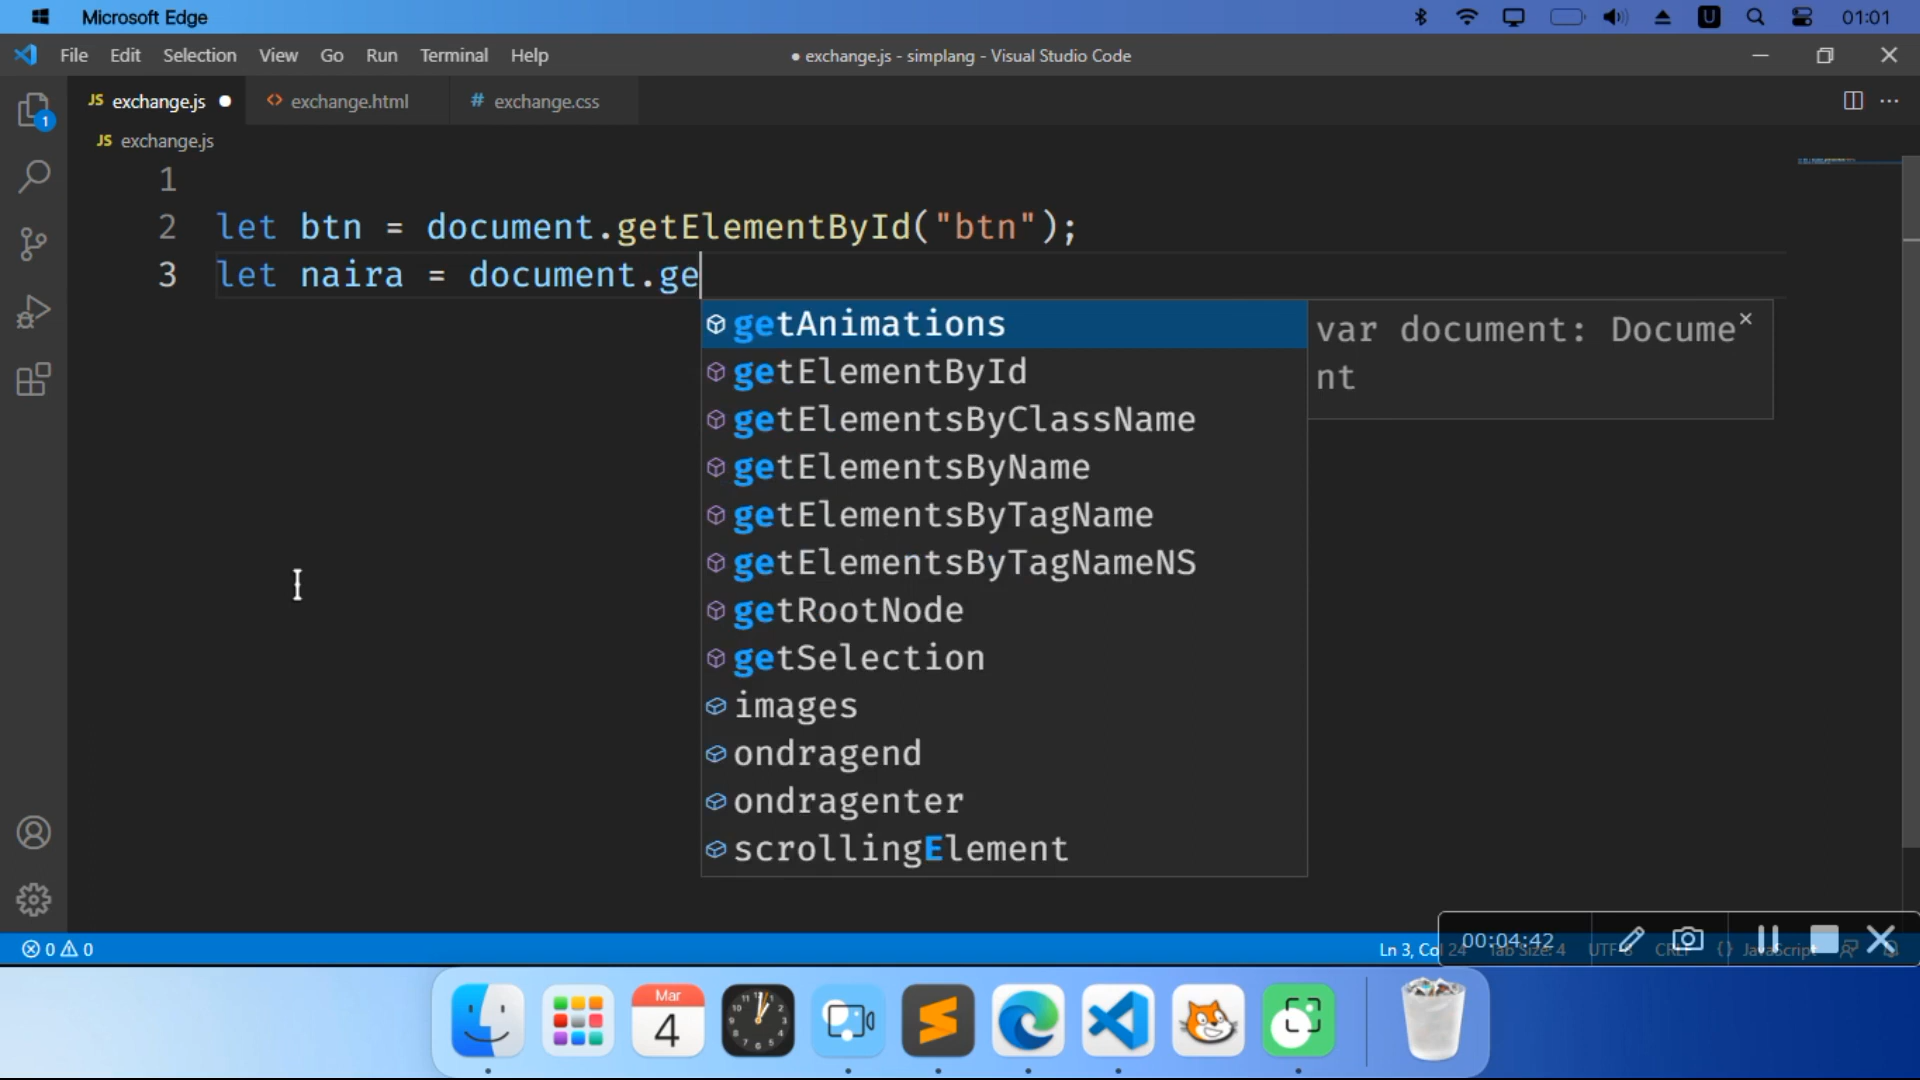 Microsoft Edge
U
01:01
File Edit Selection View Go Run Terminal Help
● exchange.js - simplang - Visual Studio Code
JS exchange.js ● <> exchange.html # exchange.css
1
JS exchange.js
1
2 let btn = document.getElementById("btn");
3 let naira = document.ge
getAnimations
var document: Docume
nt
getElementById
getElementsByClassName
getElementsByName
getElementsByTagName
getElementsByTagNameNS
getRootNode
getSelection
images
ondragend
ondragenter
scrollingElement
0 0
Ln 3, Col 24 Tab Size: 4 UTF-8 CRLF {} JavaScript
00:04:42
Mar
4